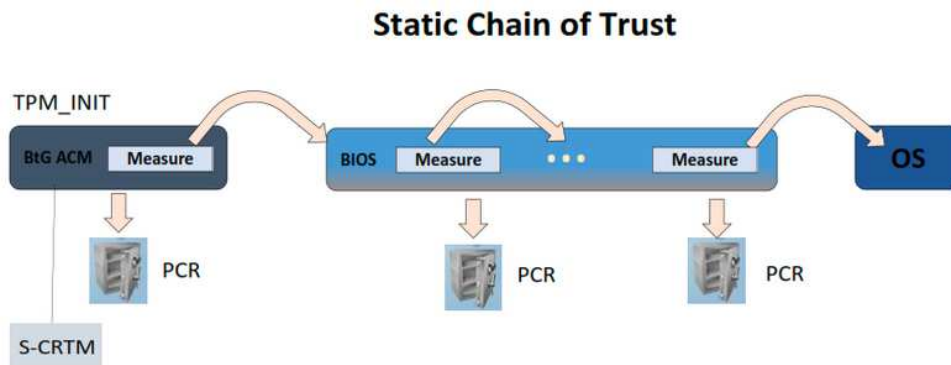 Static Chain of Trust
TPM_INIT
BtG ACM
Measure
BIOS
Measure
Measure
OS
PCR
PCR
PCR
S-CRTM